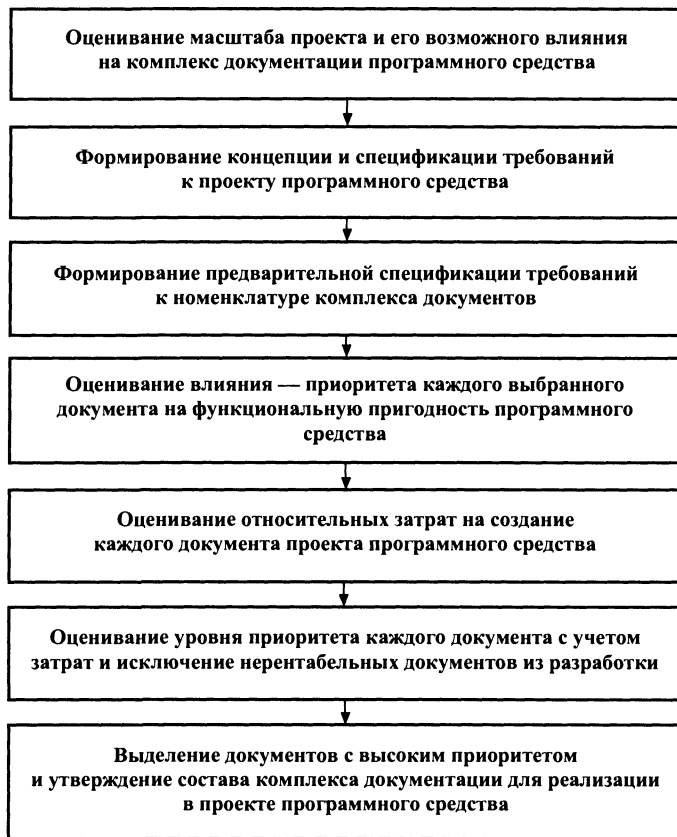 Оценивание масштаба проекта и его возможного влияния
на комплекс документации программного средства
Формирование концепции и спецификации требований
к проекту программного средства
Формирование предварительной спецификации требований
к номенклатуре комплекса документов
Оценивание влияния — приоритета каждого выбранного
документа на функциональную пригодность программного
средства
Оценивание относительных затрат на создание
каждого документа проекта программного средства
Оценивание уровня приоритета каждого документа с учетом
затрат и исключение нерентабельных документов из разработки
Выделение документов с высоким приоритетом
и утверждение состава комплекса документации для реализации
в проекте программного средства